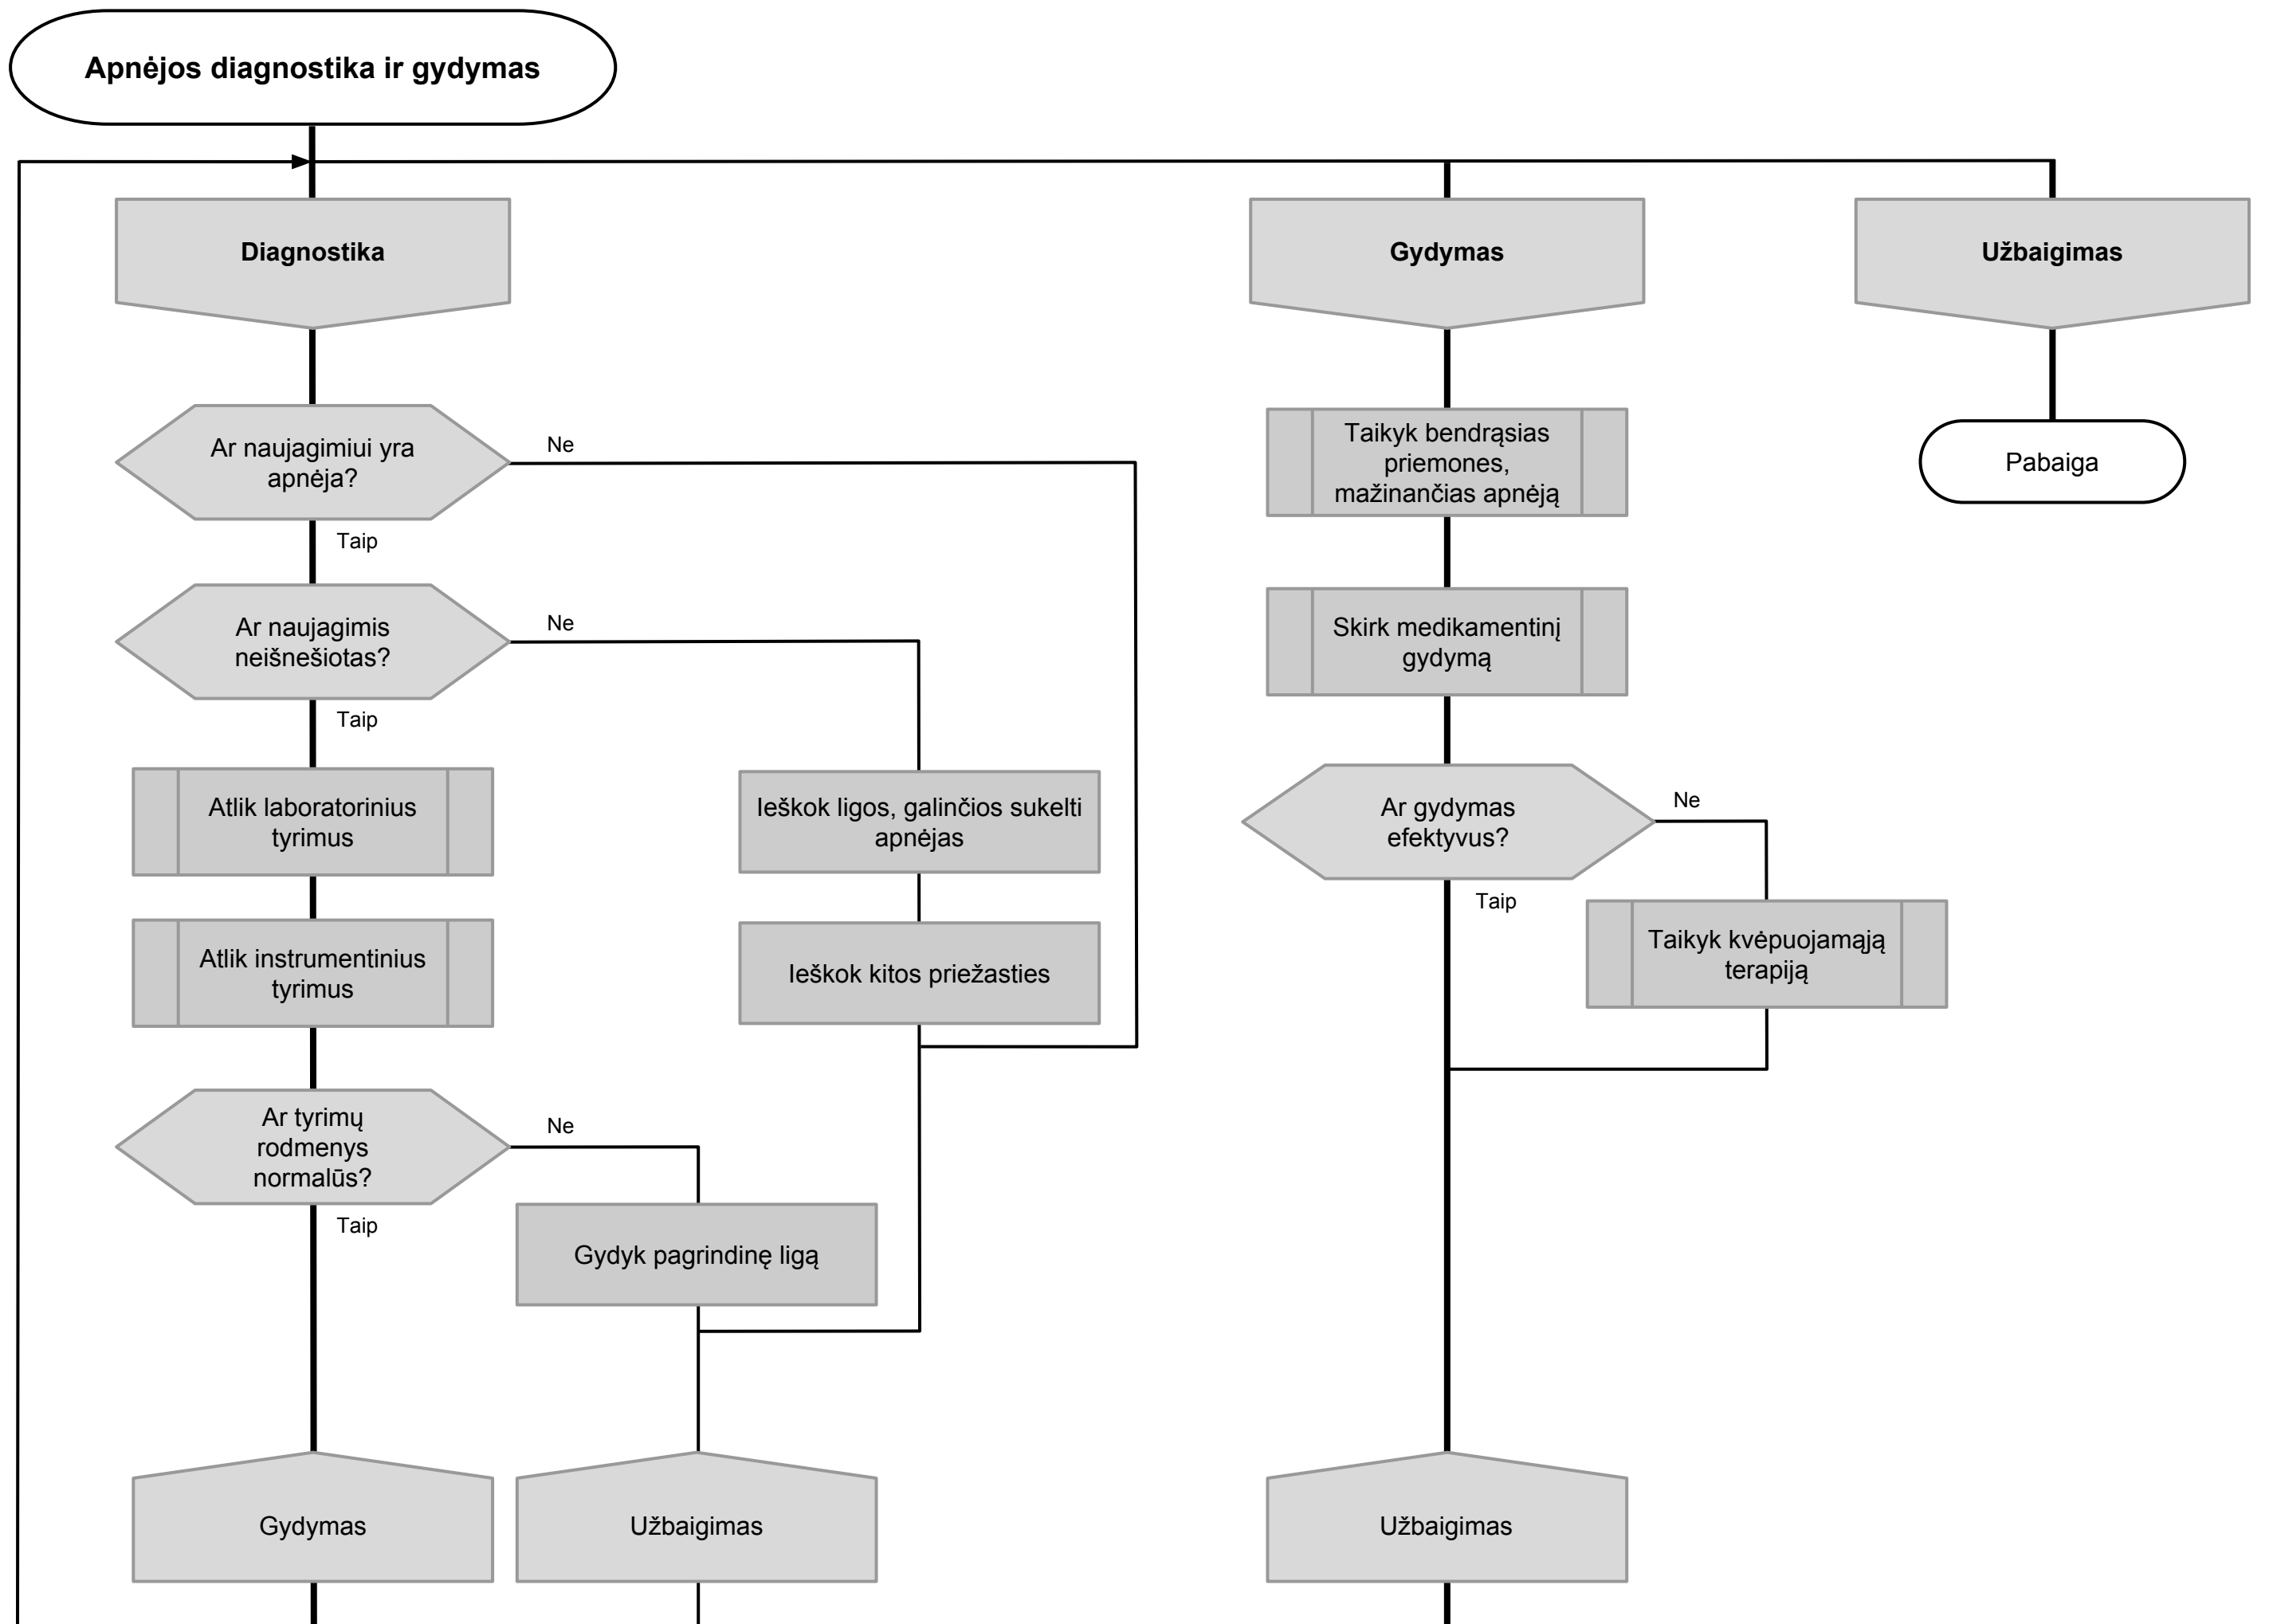 Apnėjos diagnostika ir gydymas
Diagnostika
Gydymas
Užbaigimas
Ar naujagimiui yra
apnėja?
Ne
Taip
Ar naujagimis
neišnešiotas?
Ne
Taip
Atlik laboratorinius
tyrimus
Atlik instrumentinius
tyrimus
Ar tyrimų
rodmenys
normalūs?
Ne
Taip
Ieškok ligos, galinčios sukelti
apnėjas
Ieškok kitos priežasties
Gydyk pagrindinę ligą
Gydymas
Užbaigimas
Taikyk bendrąsias
priemones,
mažinančias apnėją
Skirk medikamentinį
gydymą
Ar gydymas
efektyvus?
Ne
Taip
Taikyk kvėpuojamąją
terapiją
Užbaigimas
Pabaiga